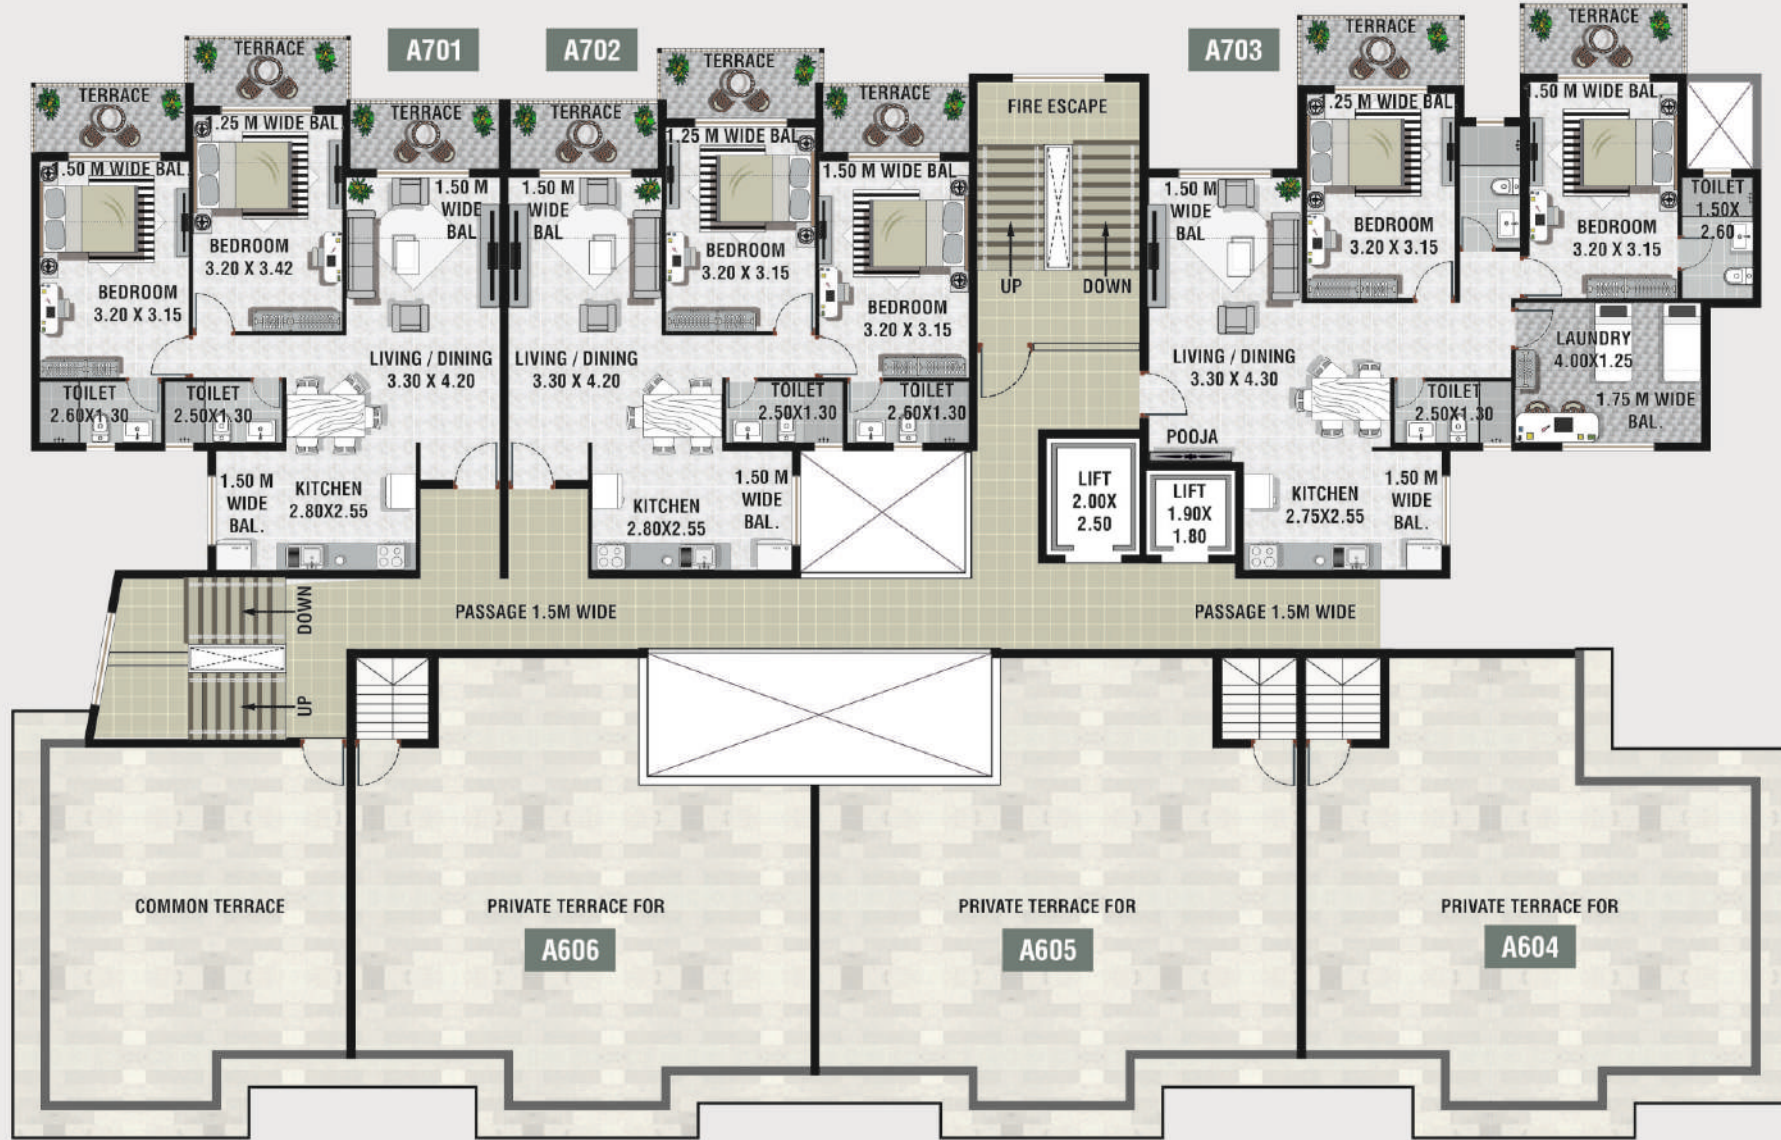 A701
A702
A703
TERRACE
TERRACE
TERRACE
TERRACE
TERRACE
TERRACE
TERRACE
TERRACE
1.50 M WIDE BAL.
1.25 M WIDE BAL.
1.50 M
WIDE
BAL
BEDROOM
3.20 X 3.15
BEDROOM
3.20 X 3.42
LIVING / DINING
3.30 X 4.20
TOILET
2.60X1.30
TOILET
2.50X1.30
1.50 M
WIDE
BAL.
KITCHEN
2.80X2.55
1.50 M
WIDE
BAL
1.25 M WIDE BAL
1.50 M WIDE BAL
BEDROOM
3.20 X 3.15
BEDROOM
3.20 X 3.15
LIVING / DINING
3.30 X 4.20
TOILET
2.50X1.30
TOILET
2.60X1.30
KITCHEN
2.80X2.55
1.50 M
WIDE
BAL.
FIRE ESCAPE
UP
DOWN
LIFT
2.00X
2.50
LIFT
1.90X
1.80
1.50 M
WIDE
BAL
1.25 M WIDE BAL
1.50 M WIDE BAL.
BEDROOM
3.20 X 3.15
BEDROOM
3.20 X 3.15
TOILET
1.50X
2.60
LIVING / DINING
3.30 X 4.30
LAUNDRY
4.00X1.25
1.75 M WIDE
BAL.
TOILET
2.50X1.30
POOJA
KITCHEN
2.75X2.55
1.50 M
WIDE
BAL.
DOWN
UP
PASSAGE 1.5M WIDE
PASSAGE 1.5M WIDE
COMMON TERRACE
PRIVATE TERRACE FOR
A606
PRIVATE TERRACE FOR
A605
PRIVATE TERRACE FOR
A604